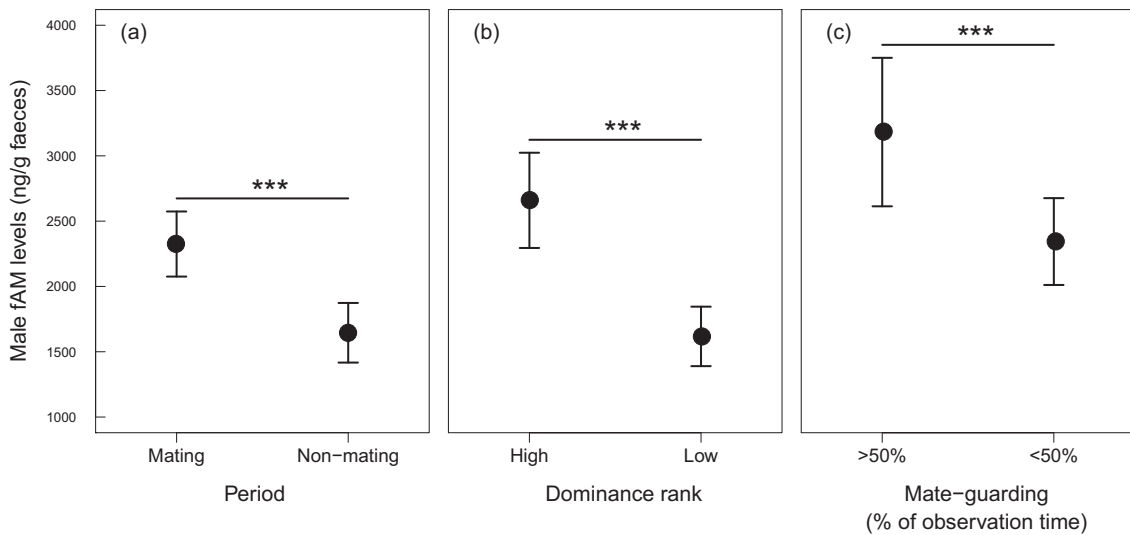 Male fAM levels (ng/g faeces)
4000
3500
3000
2500
2000
1500
1000
(a)
***
Mating
Non−mating
Period
(b)
***
High
Low
Dominance rank
(c)
***
>50%
<50%
Mate−guarding
(% of observation time)